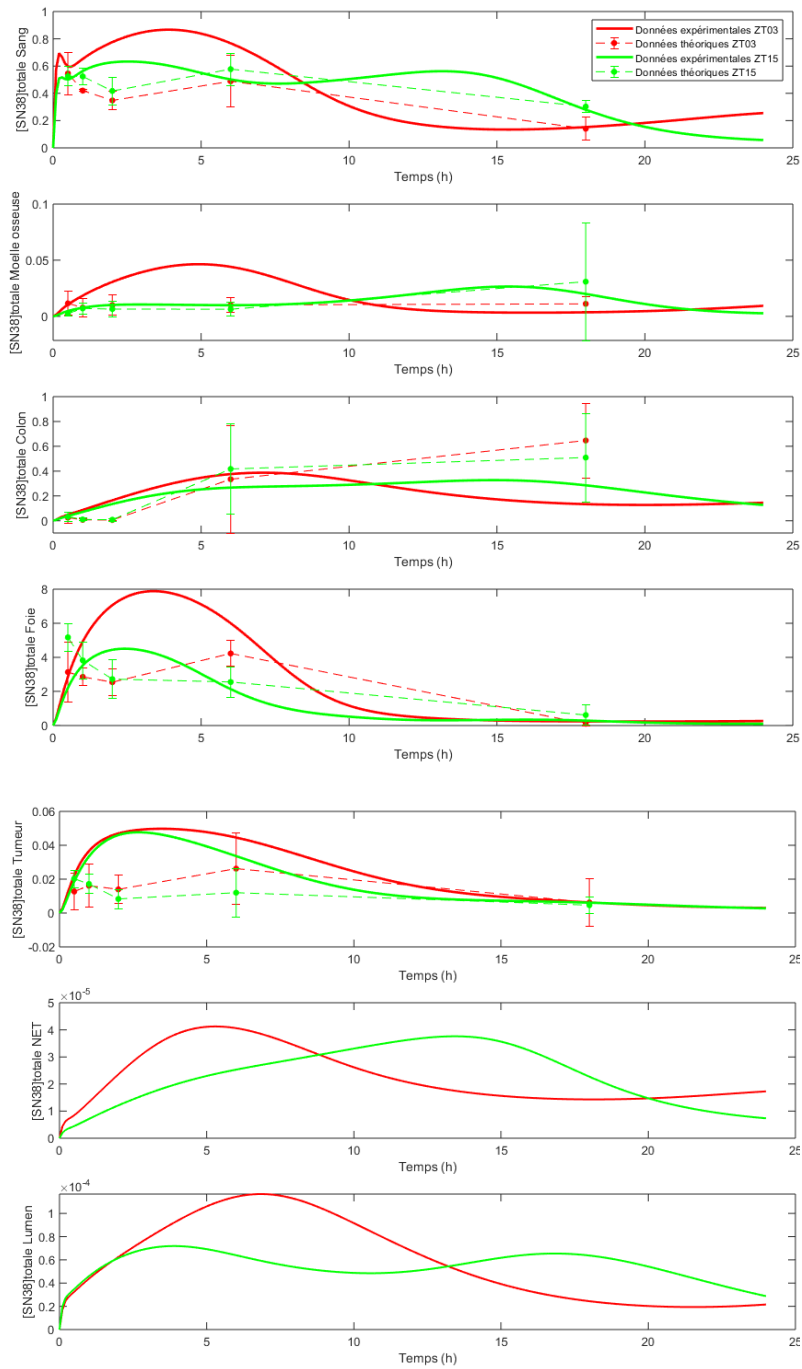 [SN38]totale Sang
1
0.8
0.6
0.4
0.2
0
0 5 10 15 20 25
Temps (h)
Données expérimentales ZT03
Données théoriques ZT03
Données expérimentales ZT15
Données théoriques ZT15
[SN38]totale Moelle osseuse
0.1
0.05
0
0 5 10 15 20 25
Temps (h)
[SN38]totale Colon
1
0.8
0.6
0.4
0.2
0
0 5 10 15 20 25
Temps (h)
[SN38]totale Foie
8
6
4
2
0
0 5 10 15 20 25
Temps (h)
[SN38]totale Tumeur
0.06
0.04
0.02
0
-0.02
0 5 10 15 20 25
Temps (h)
×10-5
[SN38]totale NET
5
4
3
2
1
0
0 5 10 15 20 25
Temps (h)
×10-4
[SN38]totale Lumen
1
0.8
0.6
0.4
0.2
0
0 5 10 15 20 25
Temps (h)